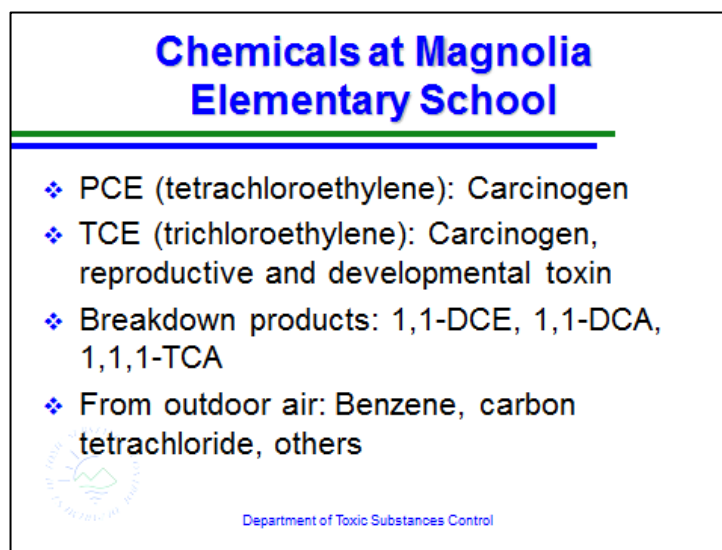 Chemicals at Magnolia
Elementary School
❖ PCE (tetrachloroethylene): Carcinogen
❖ TCE (trichloroethylene): Carcinogen,
reproductive and developmental toxin
❖ Breakdown products: 1,1-DCE, 1,1-DCA,
1,1,1-TCA
❖ From outdoor air: Benzene, carbon
tetrachloride, others
Department of Toxic Substances Control